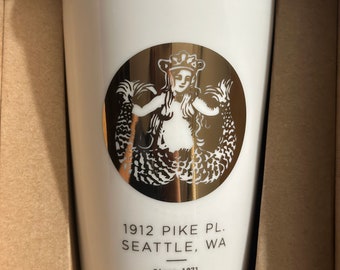 1912 PIKE PL.
SEATTLE, WA